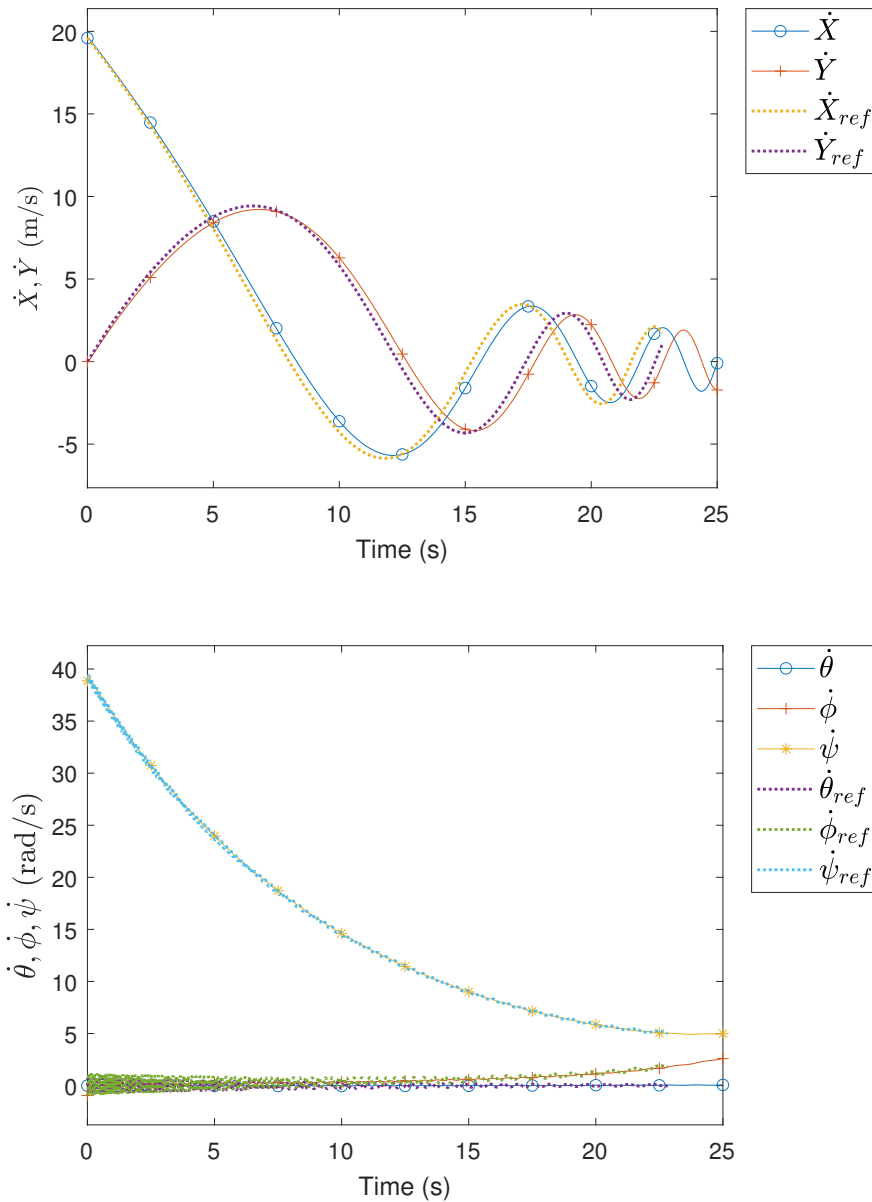 20
15
10
5
0
-5
Ẋ, Ẏ (m/s)
0 5 10 15 20 25
Time (s)
Ẋ
Ẏ
Ẋ_ref
Ẏ_ref
40
35
30
25
20
15
10
5
0
θ̇, ϕ̇, ψ̇ (rad/s)
0 5 10 15 20 25
Time (s)
θ̇
ϕ̇
ψ̇
θ̇_ref
ϕ̇_ref
ψ̇_ref